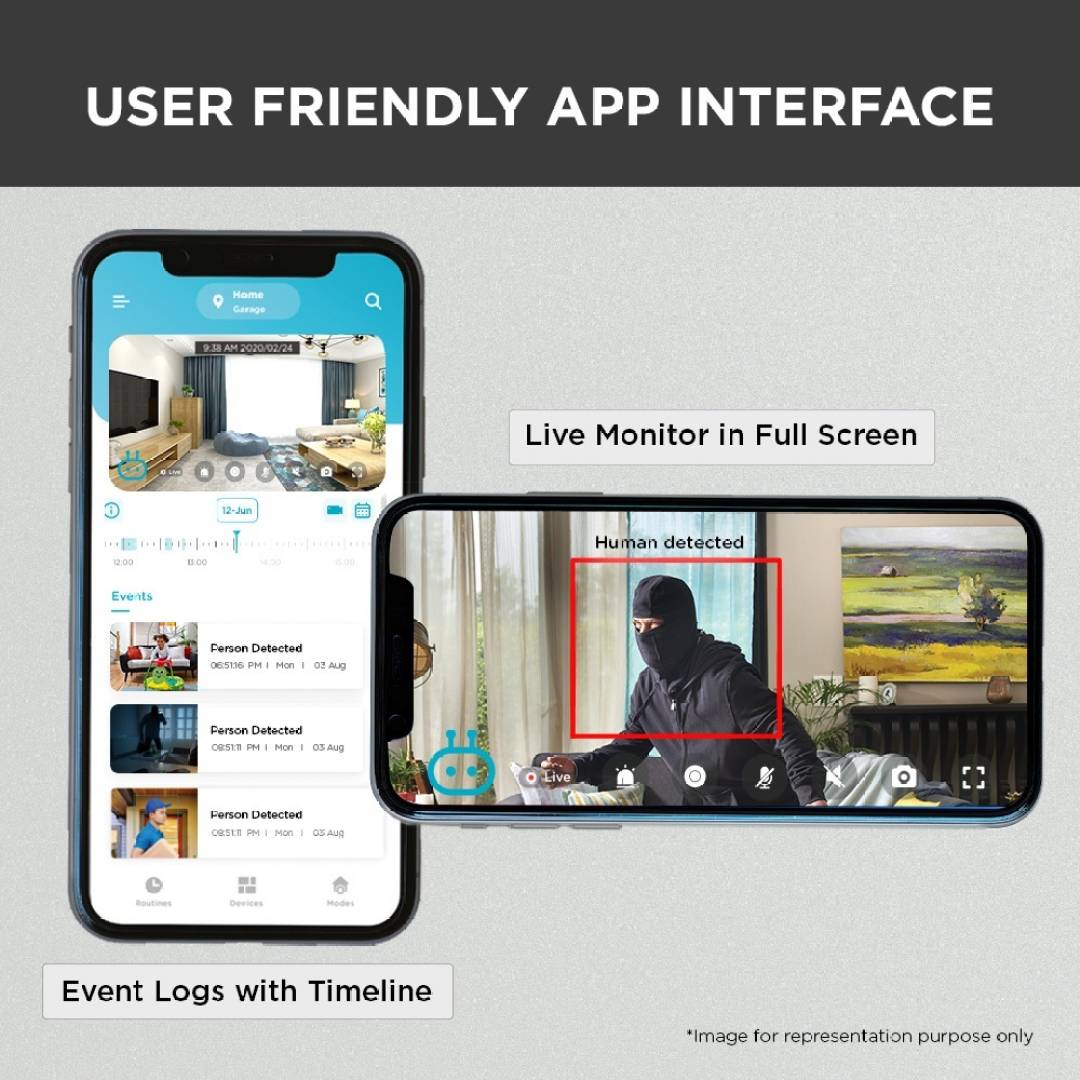 USER FRIENDLY APP INTERFACE
Home
Garage
9:38 AM 2020/02/24
Live
12-Jun
12:00
13:00
14:00
15:00
Events
Person Detected
06:51:16 PM | Mon | 03 Aug
Person Detected
08:51:11 PM | Mon | 03 Aug
Person Detected
08:51:11 PM | Mon | 03 Aug
Routines
Devices
Modes
Event Logs with Timeline
Live Monitor in Full Screen
Human detected
Live
*Image for representation purpose only